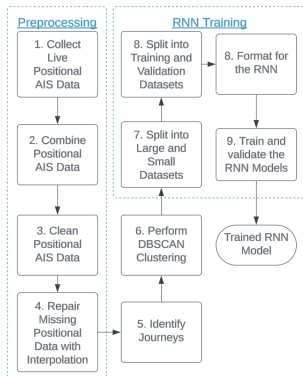 Preprocessing
1. Collect
Live
Positional
AIS Data
2. Combine
Positional
AIS Data
3. Clean
Positional
AIS Data
4. Repair
Missing
Positional
Data with
Interpolation
5. Identify
Journeys
6. Perform
DBSCAN
Clustering
RNN Training
7. Split into
Large and
Small
Datasets
8. Split into
Training and
Validation
Datasets
8. Format for
the RNN
9. Train and
validate the
RNN Models
Trained RNN
Model